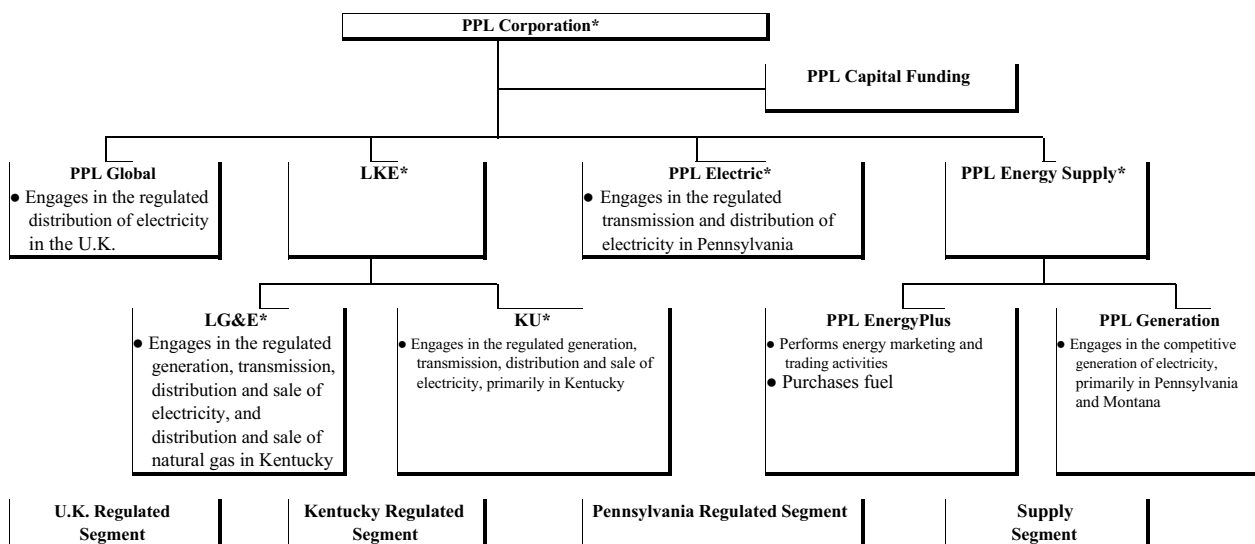 PPL Corporation*
PPL Capital Funding
PPL Global
● Engages in the regulated
distribution of electricity
in the U.K.
LKE*
PPL Electric*
● Engages in the regulated
transmission and distribution of
electricity in Pennsylvania
PPL Energy Supply*
LG&E*
● Engages in the regulated
generation, transmission,
distribution and sale of
electricity, and
distribution and sale of
natural gas in Kentucky
KU*
● Engages in the regulated generation,
transmission, distribution and sale of
electricity, primarily in Kentucky
PPL EnergyPlus
● Performs energy marketing and
trading activities
● Purchases fuel
PPL Generation
● Engages in the competitive
generation of electricity,
primarily in Pennsylvania
and Montana
U.K. Regulated
Segment
Kentucky Regulated
Segment
Pennsylvania Regulated Segment
Supply
Segment